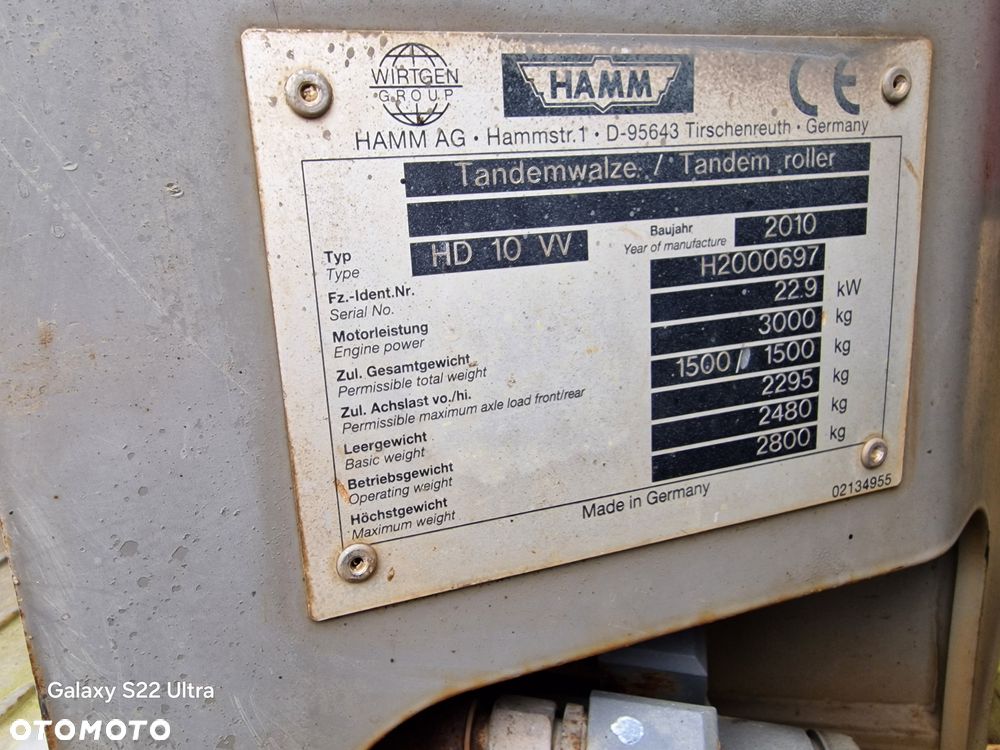 WIRTGEN
GROUP
HAMM
CE
HAMM AG · Hammstr.1 · D-95643 Tirschenreuth · Germany
Tandemwalze / Tandem roller
Typ
Type
HD 10 VV
Baujahr
Year of manufacture
2010
Fz.-Ident.Nr.
Serial No.
H2000697
Motorleistung
Engine power
22.9 kW
Zul. Gesamtgewicht
Permissible total weight
3000 kg
Zul. Achslast vo./hi.
Permissible maximum axle load front/rear
1500/ 1500 kg
Leergewicht
Basic weight
2295 kg
Betriebsgewicht
Operating weight
2480 kg
Höchstgewicht
Maximum weight
2800 kg
Made in Germany
02134955
Galaxy S22 Ultra
OTOMOTO